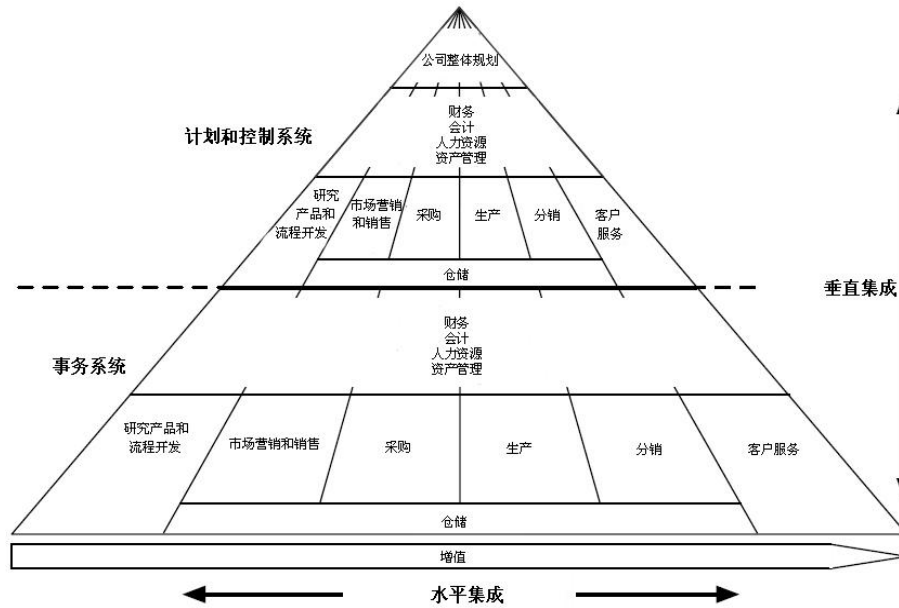 公司整体规划
计划和控制系统
财务
会计
人力资源
资产管理
研究
产品和
流程开发
市场营销
和销售
采购
生产
分销
客户
服务
仓储
垂直集成
事务系统
财务
会计
人力资源
资产管理
研究产品和
流程开发
市场营销和销售
采购
生产
分销
客户服务
仓储
增值
水平集成